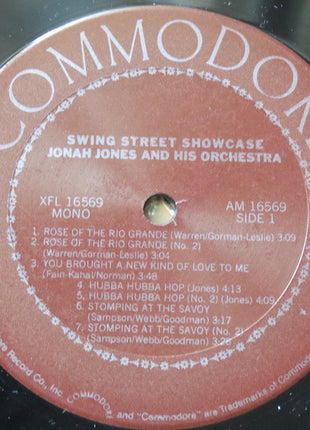 COMMODORE
SWING STREET SHOWCASE
JONAH JONES AND HIS ORCHESTRA
XFL 16569
MONO
AM 16569
SIDE 1
1. ROSE OF THE RIO GRANDE (Warren/Gorman-Leslie) 3:09
2. ROSE OF THE RIO GRANDE (No. 2)
(Warren/Gorman-Leslie) 3:04
3. YOU BROUGHT A NEW KIND OF LOVE TO ME
(Fain-Kahal/Norman) 3:48
4. HUBBA HUBBA HOP (Jones) 4:13
5. HUBBA HUBBA HOP (No. 2) (Jones) 4:09
6. STOMPING AT THE SAVOY
(Sampson/Webb/Goodman) 3:17
7. STOMPING AT THE SAVOY (No. 2)
(Sampson/Webb/Goodman)
Record Co., Inc. COMMODORE and "Commodore" are Trademarks of Commodore